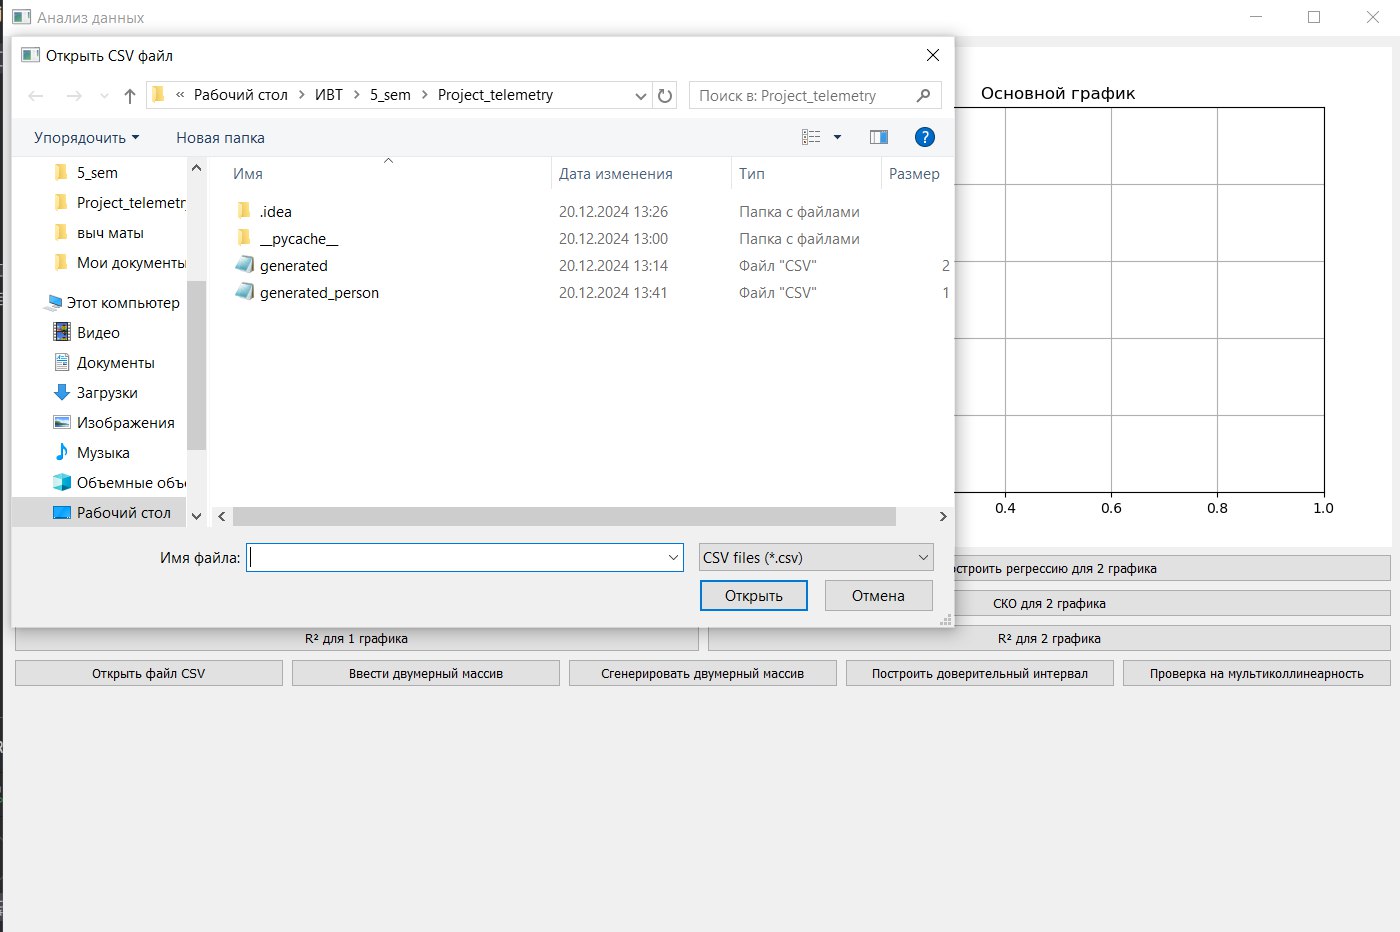 Анализ данных
Открыть CSV файл
« Рабочий стол > ИВТ > 5_sem > Project_telemetry
Поиск в: Project_telemetry
Упорядочить
Новая папка
Имя
Дата изменения
Тип
Размер
5_sem
Project_telemetr
выч маты
Мои документы
Этот компьютер
Видео
Документы
Загрузки
Изображения
Музыка
Объемные объ
Рабочий стол
.idea 20.12.2024 13:26 Папка с файлами
__pycache__ 20.12.2024 13:00 Папка с файлами
generated 20.12.2024 13:14 Файл "CSV" 2
generated_person 20.12.2024 13:41 Файл "CSV" 1
Имя файла:
CSV files (*.csv)
Открыть
Отмена
Основной график
0.4 0.6 0.8 1.0
строить регрессию для 2 графика
СКО для 2 графика
R² для 1 графика
R² для 2 графика
Открыть файл CSV
Ввести двумерный массив
Сгенерировать двумерный массив
Построить доверительный интервал
Проверка на мультиколлинеарность